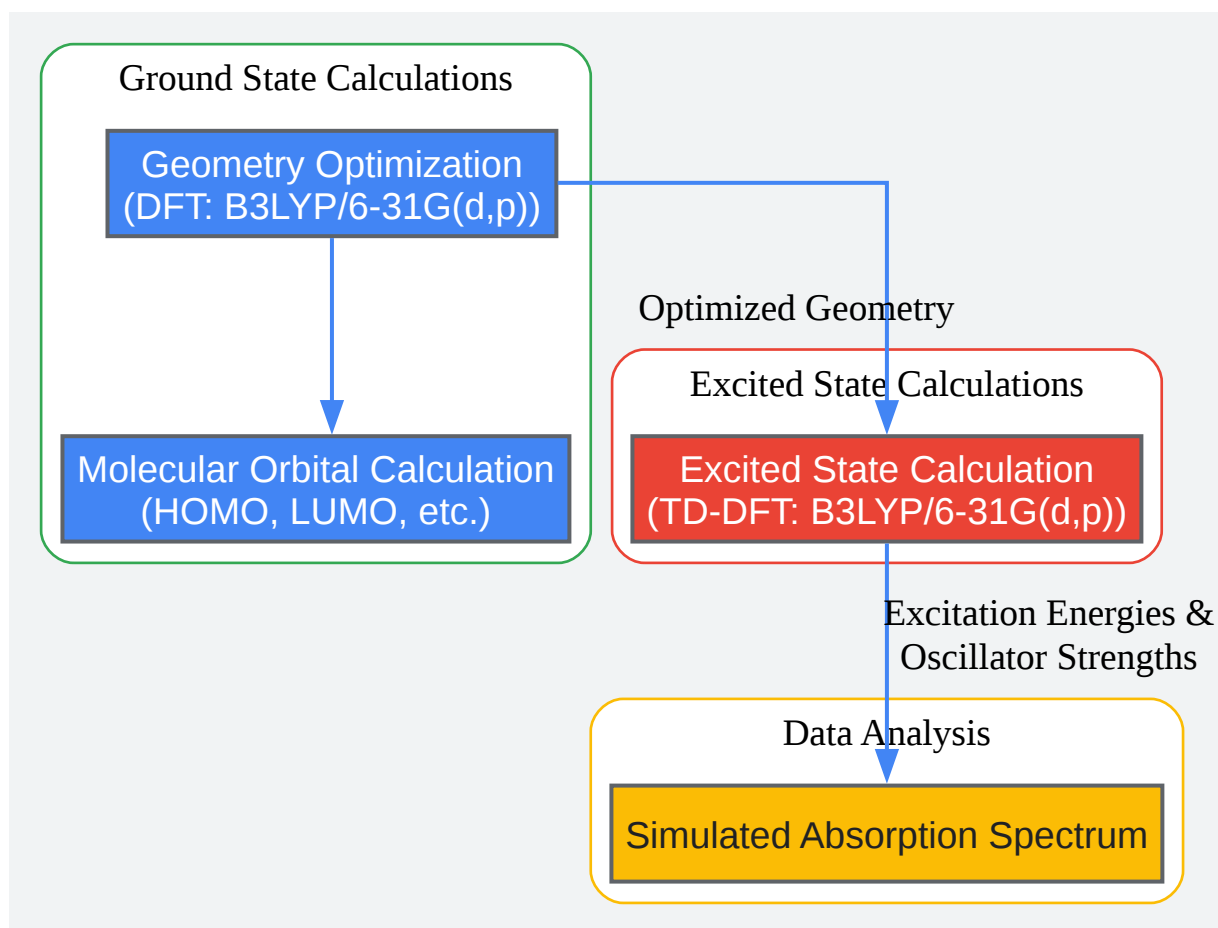 Ground State Calculations
Geometry Optimization
(DFT: B3LYP/6-31G(d,p))
Molecular Orbital Calculation
(HOMO, LUMO, etc.)
Optimized Geometry
Excited State Calculations
Excited State Calculation
(TD-DFT: B3LYP/6-31G(d,p))
Excitation Energies &
Oscillator Strengths
Data Analysis
Simulated Absorption Spectrum